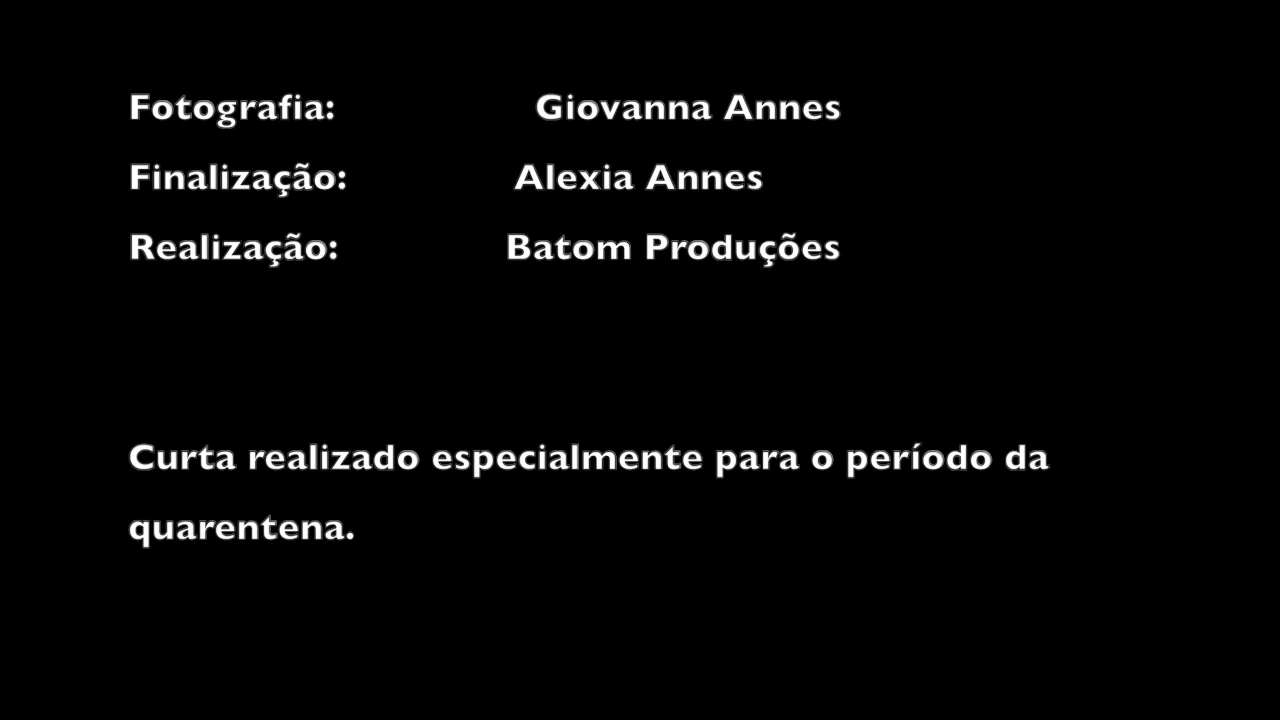 Fotografia: Giovanna Annes
Finalização: Alexia Annes
Realização: Batom Produções
Curta realizado especialmente para o período da
quarentena.